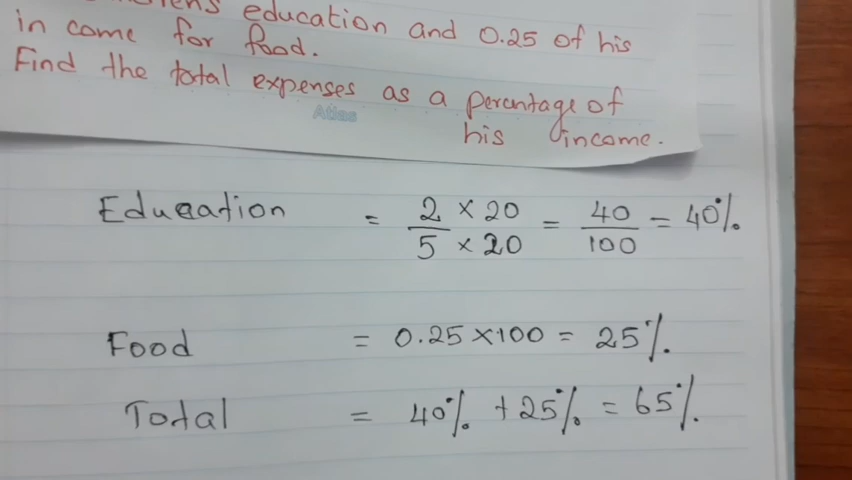 education and 0.25 of his
in come for food.
Find the total expenses as a percentage of
his income.
Atlas
Education = 2 × 20 / 5 × 20 = 40 / 100 = 40%
Food = 0.25 × 100 = 25%
Total = 40% + 25% = 65%